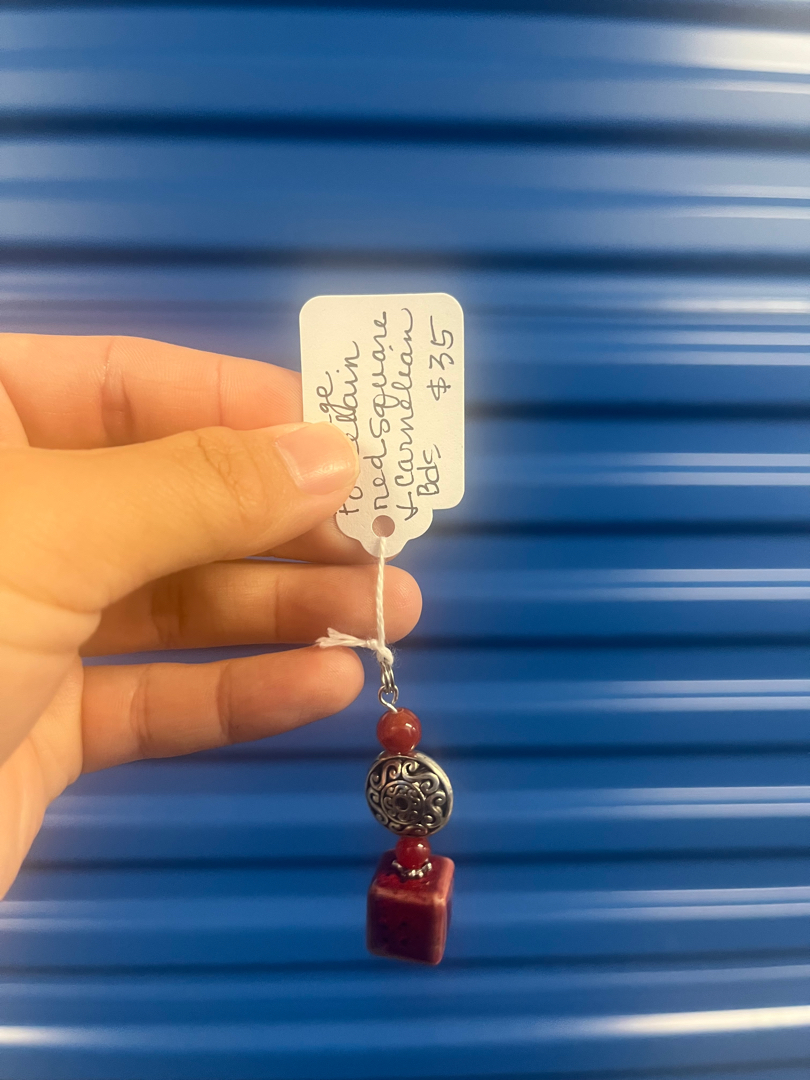 red square
+ carnelian
Bds $35